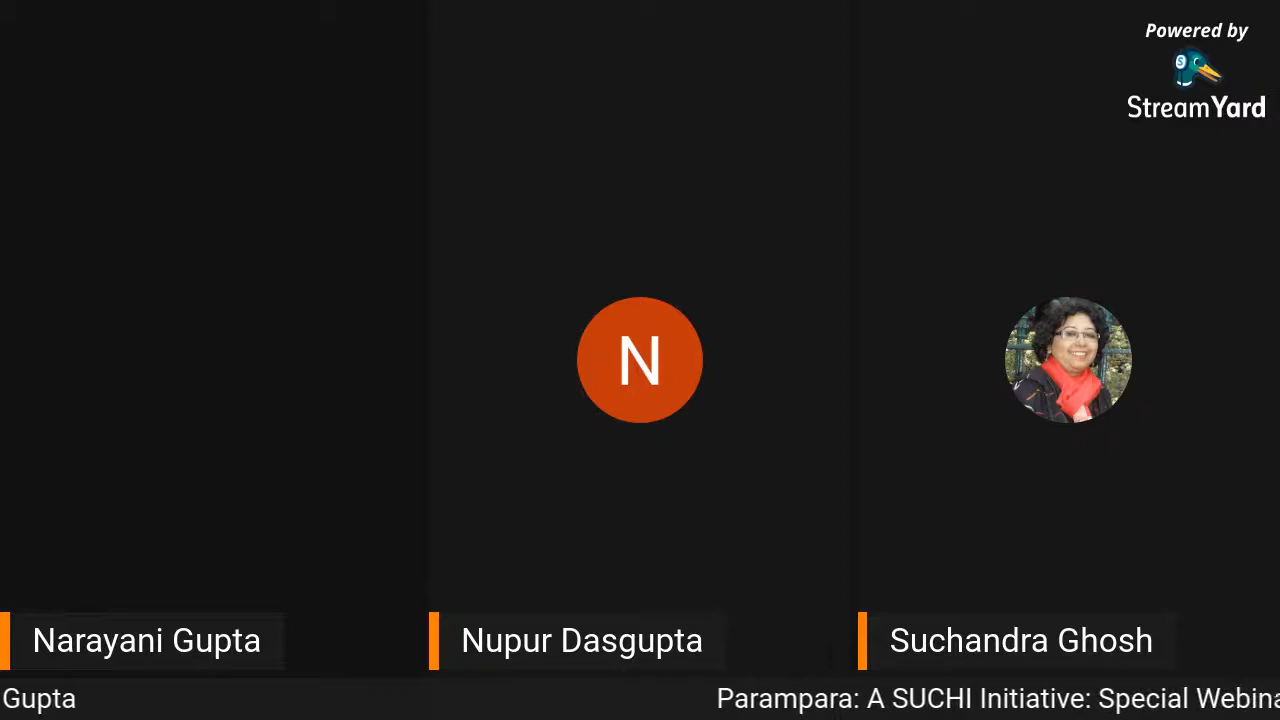 Powered by
StreamYard
N
Narayani Gupta
Nupur Dasgupta
Suchandra Ghosh
Gupta
Parampara: A SUCHI Initiative: Special Webina